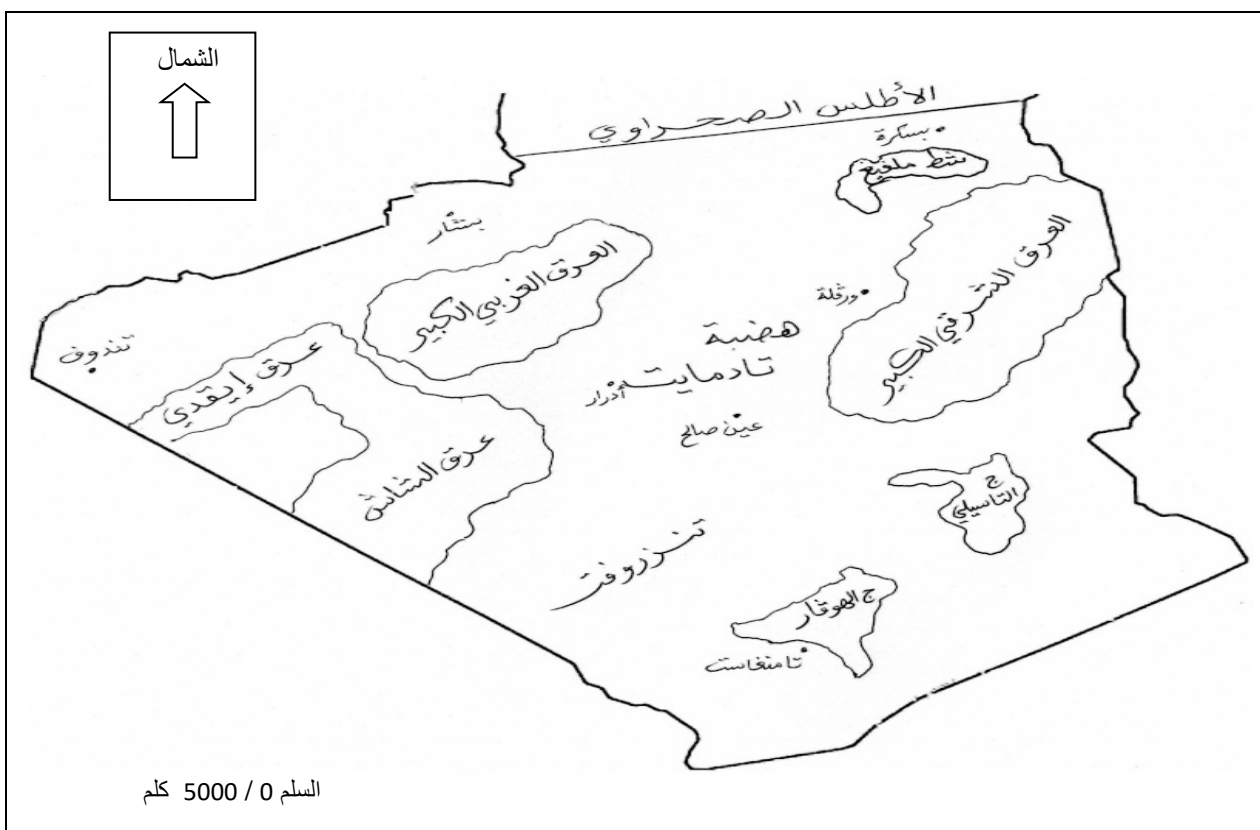 الشمال
الأطلس الصحراوي
بسكرة
شط ملغيغ
بشار
العرق الغربي الكبير
العرق الشرقي الكبير
ورقلة
هضبة
تادمايت
أدرار
عين صالح
تندوف
عرق إيقدي
عرق الشاش
تنزروفت
ج
التاسيلي
ج الهوقار
تامنغاست
السلم 0 / 5000 كلم